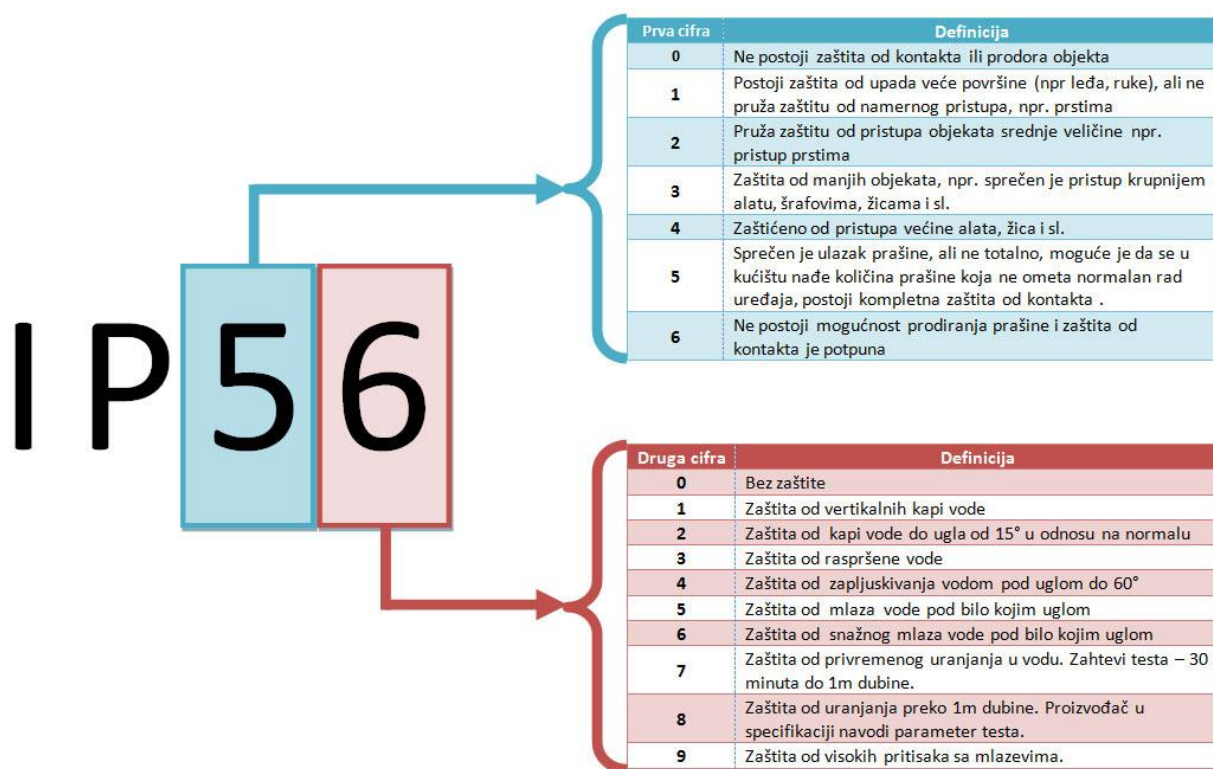 Prva cifra Definicija
0 Ne postoji zaštita od kontakta ili prodora objekta
1 Postoji zaštita od upada veće površine (npr leđa, ruke), ali ne
pruža zaštitu od namernog pristupa, npr. prstima
2 Pruža zaštitu od pristupa objekata srednje veličine npr.
pristup prstima
3 Zaštita od manjih objekata, npr. sprečen je pristup krupnijem
alatu, šrafovima, žicama i sl.
4 Zaštićeno od pristupa većine alata, žica i sl.
5 Sprečen je ulazak prašine, ali ne totalno, moguće je da se u
kućištu nađe količina prašine koja ne ometa normalan rad
uređaja, postoji kompletna zaštita od kontakta .
6 Ne postoji mogućnost prodiranja prašine i zaštita od
kontakta je potpuna
IP56
Druga cifra Definicija
0 Bez zaštite
1 Zaštita od vertikalnih kapi vode
2 Zaštita od kapi vode do ugla od 15° u odnosu na normalu
3 Zaštita od raspršene vode
4 Zaštita od zapljuskivanja vodom pod uglom do 60°
5 Zaštita od mlaza vode pod bilo kojim uglom
6 Zaštita od snažnog mlaza vode pod bilo kojim uglom
7 Zaštita od privremenog uranjanja u vodu. Zahtevi testa – 30
minuta do 1m dubine.
8 Zaštita od uranjanja preko 1m dubine. Proizvođač u
specifikaciji navodi parameter testa.
9 Zaštita od visokih pritisaka sa mlazevima.